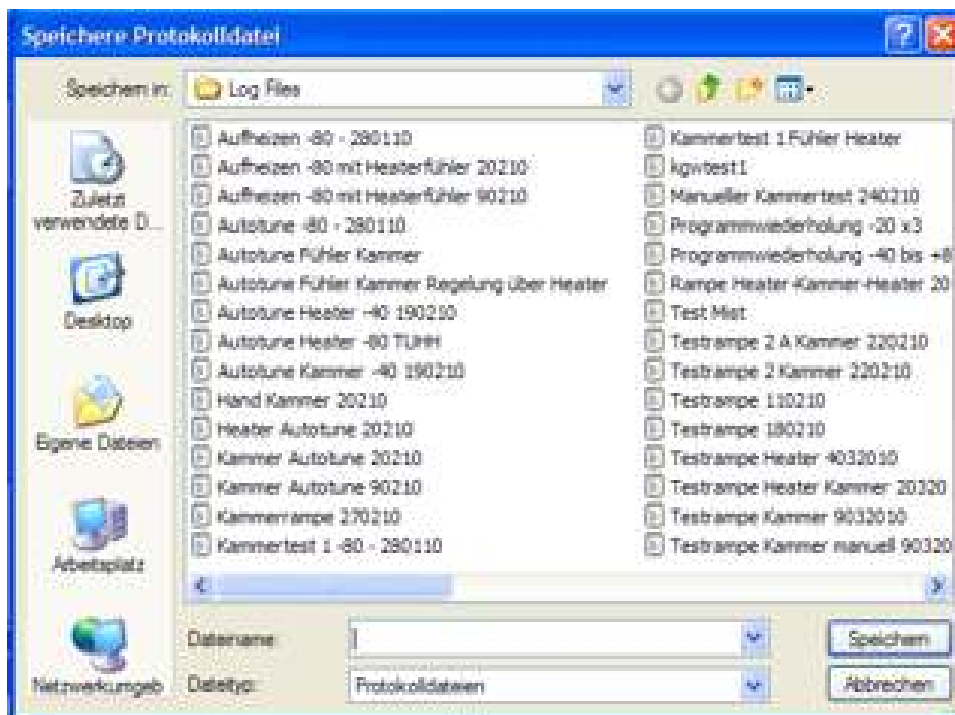 Speichere Protokolldatei
Speichern in:
Log Files
Zuletzt
verwendete D...
Desktop
Eigene Dateien
Arbeitsplatz
Netzwerkumgeb
Aufheizen -80 - 280110
Aufheizen -80 mit Heaterfühler 20210
Aufheizen -80 mit Heaterfühler 90210
Autotune -80 - 280110
Autotune Fühler Kammer
Autotune Fühler Kammer Regelung über Heater
Autotune Heater -40 190210
Autotune Heater -80 TUHH
Autotune Kammer -40 190210
Hand Kammer 20210
Heater Autotune 20210
Kammer Autotune 20210
Kammer Autotune 90210
Kammerrampe 270210
Kammertest 1 -80 - 280110
Kammertest 1 Fühler Heater
kgwtest1
Manueller Kammertest 240210
Programmwiederholung -20 x3
Programmwiederholung -40 bis +8
Rampe Heater-Kammer-Heater 20
Test Mist
Testrampe 2 A Kammer 220210
Testrampe 2 Kammer 220210
Testrampe 110210
Testrampe 180210
Testrampe Heater 4032010
Testrampe Heater Kammer 20320
Testrampe Kammer 9032010
Testrampe Kammer manuell 90320
Dateiname:
Speichern
Dateityp:
Protokolldateien
Abbrechen